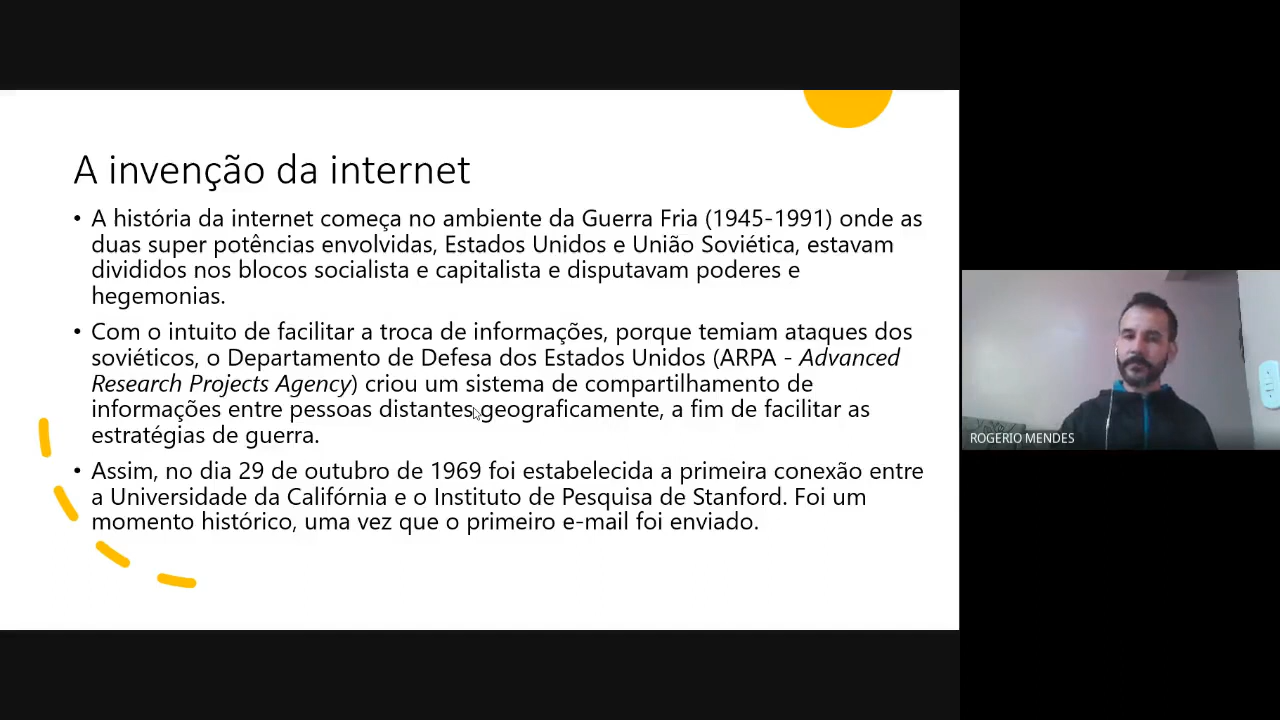 A invenção da internet
• A história da internet começa no ambiente da Guerra Fria (1945-1991) onde as
duas super potências envolvidas, Estados Unidos e União Soviética, estavam
divididos nos blocos socialista e capitalista e disputavam poderes e
hegemonias.
• Com o intuito de facilitar a troca de informações, porque temiam ataques dos
soviéticos, o Departamento de Defesa dos Estados Unidos (ARPA - Advanced
Research Projects Agency) criou um sistema de compartilhamento de
informações entre pessoas distantes geograficamente, a fim de facilitar as
estratégias de guerra.
• Assim, no dia 29 de outubro de 1969 foi estabelecida a primeira conexão entre
a Universidade da Califórnia e o Instituto de Pesquisa de Stanford. Foi um
momento histórico, uma vez que o primeiro e-mail foi enviado.
ROGERIO MENDES